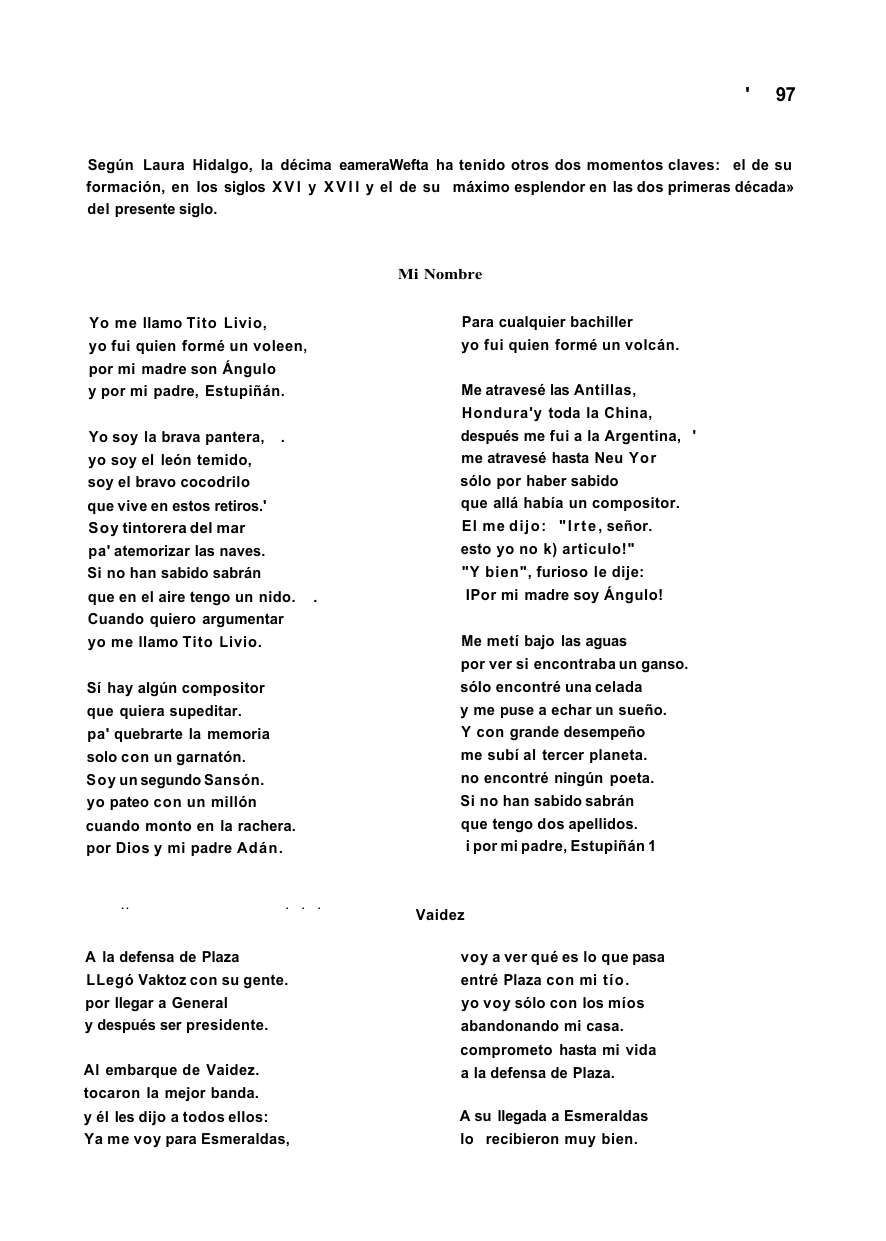 ' 97
Según Laura Hidalgo, la décima eameraWefta ha tenido otros dos momentos claves: el de su
formación, en los siglos XVI y XVII y el de su máximo esplendor en las dos primeras década»
del presente siglo.
Mi Nombre
Yo me llamo Tito Livio,
yo fui quien formé un voleen,
por mi madre son Ángulo
y por mi padre, Estupiñán.
Yo soy la brava pantera, .
yo soy el león temido,
soy el bravo cocodrilo
que vive en estos retiros.'
Soy tintorera del mar
pa' atemorizar las naves.
Si no han sabido sabrán
que en el aire tengo un nido. .
Cuando quiero argumentar
yo me llamo Tito Livio.
Sí hay algún compositor
que quiera supeditar.
pa' quebrarte la memoria
solo con un garnatón.
Soy un segundo Sansón.
yo pateo con un millón
cuando monto en la rachera.
por Dios y mi padre Adán.
Para cualquier bachiller
yo fui quien formé un volcán.
Me atravesé las Antillas,
Hondura'y toda la China,
después me fui a la Argentina, '
me atravesé hasta Neu Yor
sólo por haber sabido
que allá había un compositor.
El me dijo: "Irte, señor.
esto yo no k) articulo!"
"Y bien", furioso le dije:
IPor mi madre soy Ángulo!
Me metí bajo las aguas
por ver si encontraba un ganso.
sólo encontré una celada
y me puse a echar un sueño.
Y con grande desempeño
me subí al tercer planeta.
no encontré ningún poeta.
Si no han sabido sabrán
que tengo dos apellidos.
i por mi padre, Estupiñán 1
.. . . .
Vaidez
A la defensa de Plaza
LLegó Vaktoz con su gente.
por llegar a General
y después ser presidente.
Al embarque de Vaidez.
tocaron la mejor banda.
y él les dijo a todos ellos:
Ya me voy para Esmeraldas,
voy a ver qué es lo que pasa
entré Plaza con mi tío.
yo voy sólo con los míos
abandonando mi casa.
comprometo hasta mi vida
a la defensa de Plaza.
A su llegada a Esmeraldas
lo recibieron muy bien.